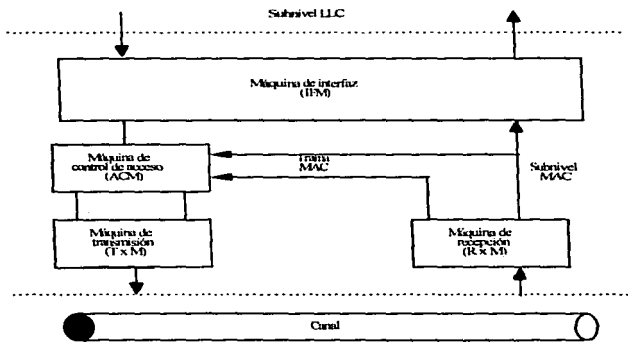 Subnivel LLC
Máquina de interfaz
(IFM)
Máquina de
control de acceso
(ACM)
Trama
MAC
Subnivel
MAC
Máquina de
transmisión
(T x M)
Máquina de
recepción
(R x M)
Canal